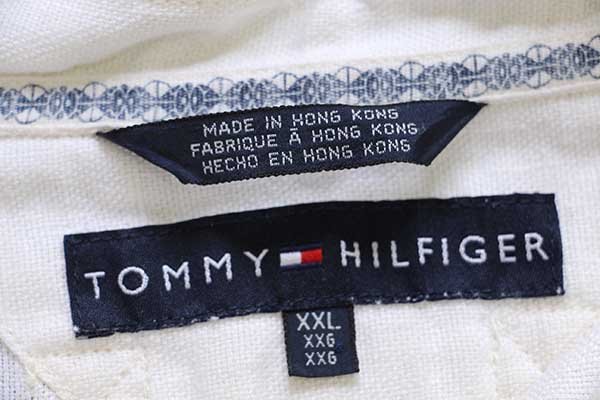 MADE IN HONG KONG
FABRIQUE À HONG KONG
HECHO EN HONG KONG
TOMMY HILFIGER
XXL
XXG
XXG